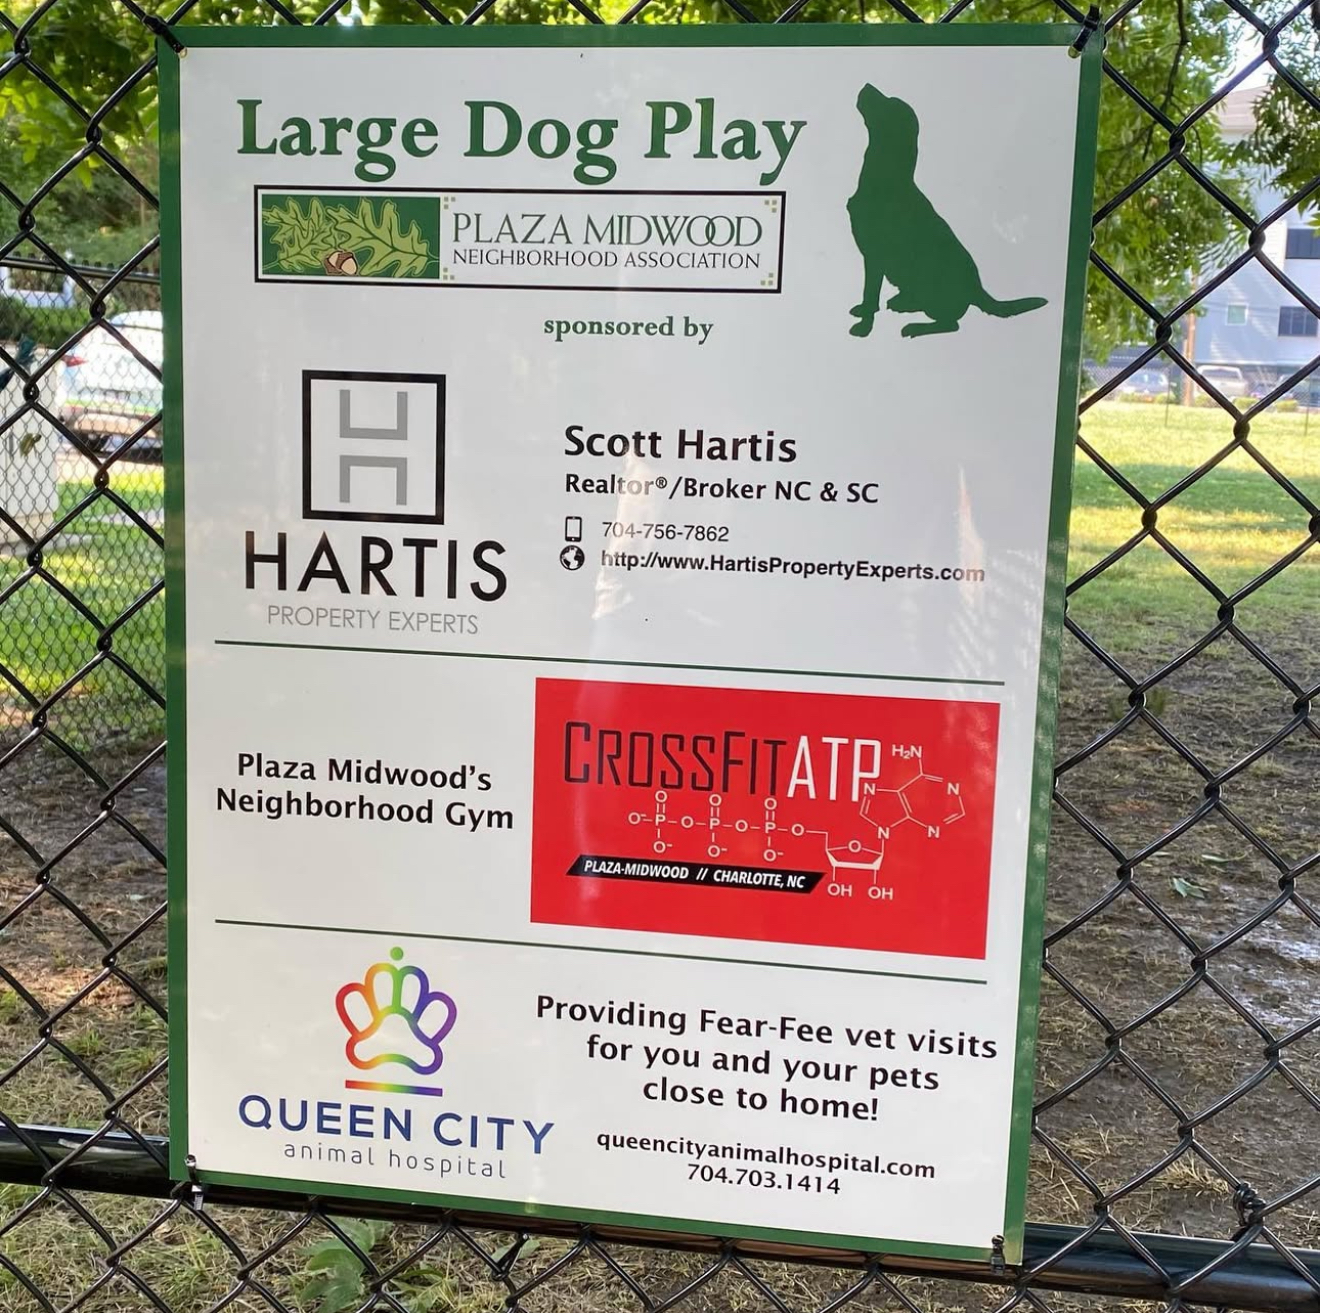 Large Dog Play
PLAZA MIDWOOD
NEIGHBORHOOD ASSOCIATION
sponsored by
HARTIS
PROPERTY EXPERTS
Scott Hartis
Realtor®/Broker NC & SC
704-756-7862
http://www.HartisPropertyExperts.com
Plaza Midwood's
Neighborhood Gym
CROSSFITATP
H₂N
N
N
N
N
O O O
O⁻-P-O-P-O-P-O
O⁻ O⁻ O⁻
O
OH OH
PLAZA-MIDWOOD // CHARLOTTE, NC
QUEEN CITY
animal hospital
Providing Fear-Fee vet visits
for you and your pets
close to home!
queencityanimalhospital.com
704.703.1414